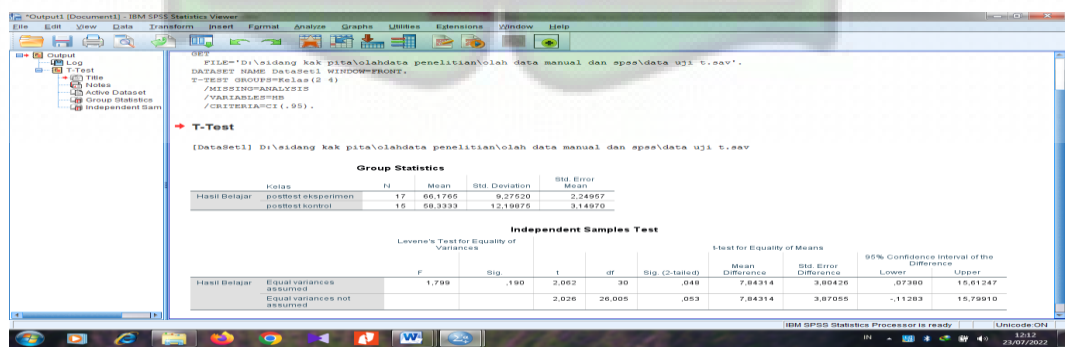 *Output1 [Document1] - IBM SPSS Statistics Viewer
File Edit View Data Transform Insert Format Analyze Graphs Utilities Extensions Window Help
Output
Log
T-Test
Title
Notes
Active Dataset
Group Statistics
Independent Sam
GET
FILE='D:\sidang kak pita\olahdata penelitian\olah data manual dan spss\data uji t.sav'.
DATASET NAME DataSet1 WINDOW=FRONT.
T-TEST GROUPS=Kelas(2 4)
/MISSING=ANALYSIS
/VARIABLES=HB
/CRITERIA=CI(.95).
T-Test
[DataSet1] D:\sidang kak pita\olahdata penelitian\olah data manual dan spss\data uji t.sav
Group Statistics
Kelas N Mean Std. Deviation Std. Error Mean
Hasil Belajar posttest eksperimen 17 66,1765 9,27520 2,24957
posttest kontrol 15 58,3333 12,19875 3,14970
Independent Samples Test
Levene's Test for Equality of Variances t-test for Equality of Means
95% Confidence Interval of the Difference
F Sig. t df Sig. (2-tailed) Mean Difference Std. Error Difference Lower Upper
Hasil Belajar Equal variances assumed 1,799 ,190 2,062 30 ,048 7,84314 3,80426 ,07380 15,61247
Equal variances not assumed 2,026 26,005 ,053 7,84314 3,87055 -,11283 15,79910
IBM SPSS Statistics Processor is ready Unicode:ON
IN 12:12
23/07/2022